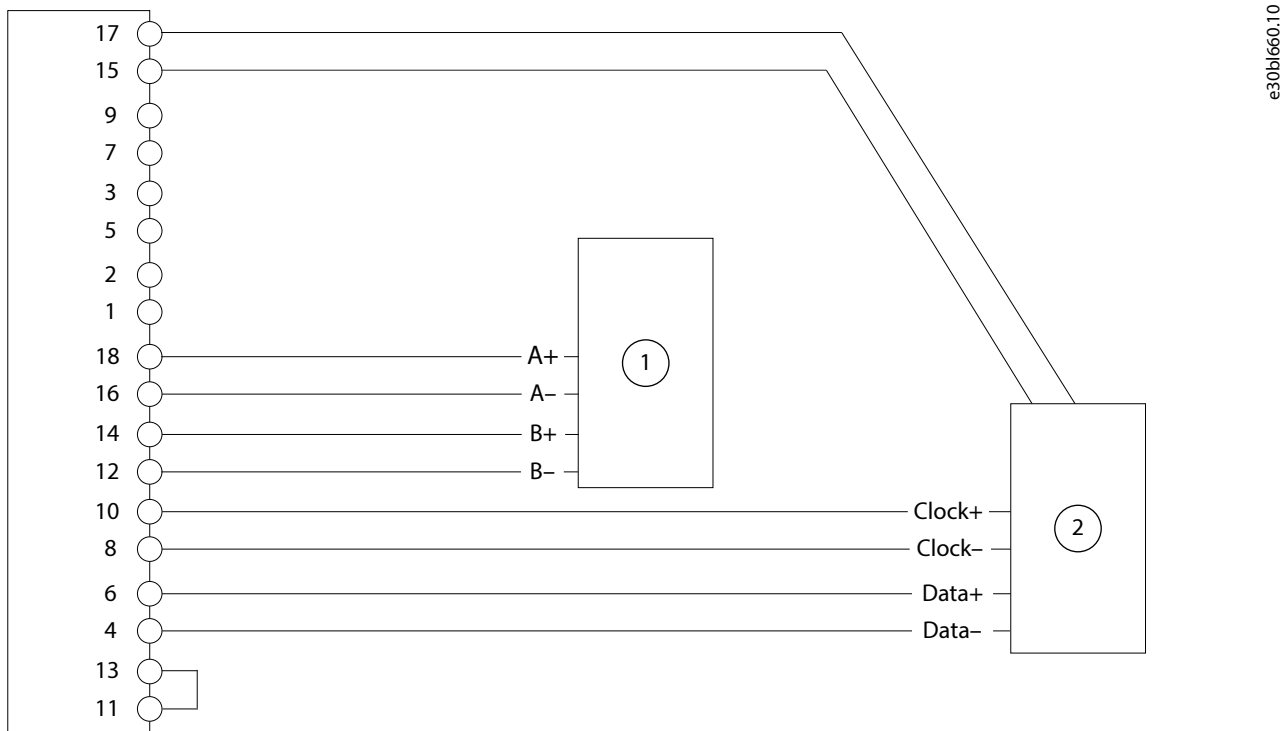 e30bl660.10
17
15
9
7
3
5
2
1
18 A+
16 A–
14 B+
12 B–
1
10 Clock+
8 Clock–
2
6 Data+
4 Data–
13
11